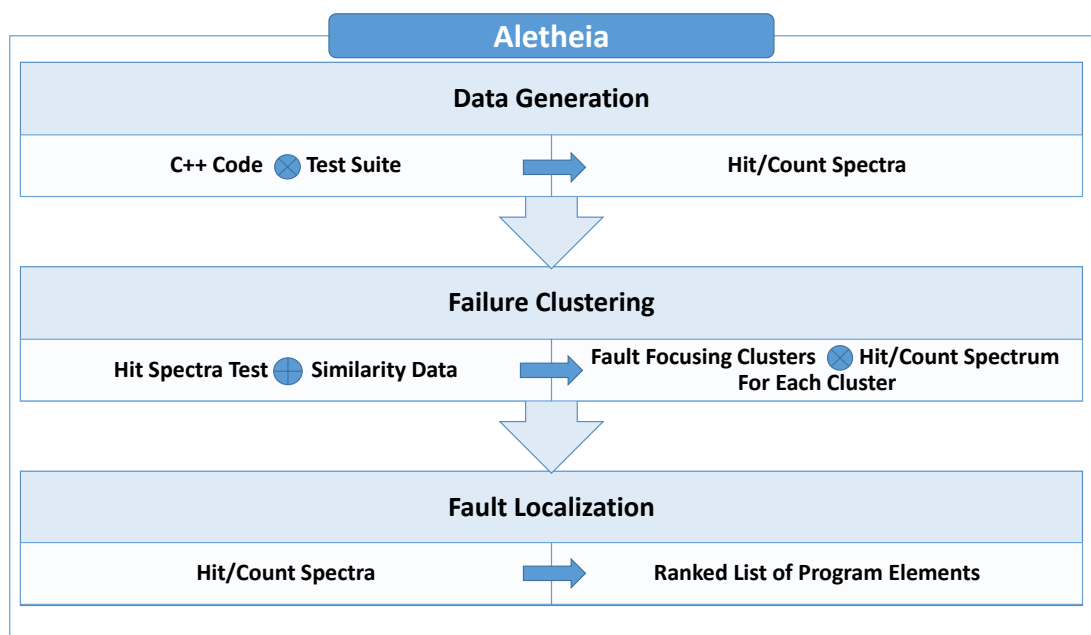 Aletheia
Data Generation
C++ Code Test Suite
Hit/Count Spectra
Failure Clustering
Hit Spectra Test Similarity Data
Fault Focusing Clusters Hit/Count Spectrum
For Each Cluster
Fault Localization
Hit/Count Spectra
Ranked List of Program Elements